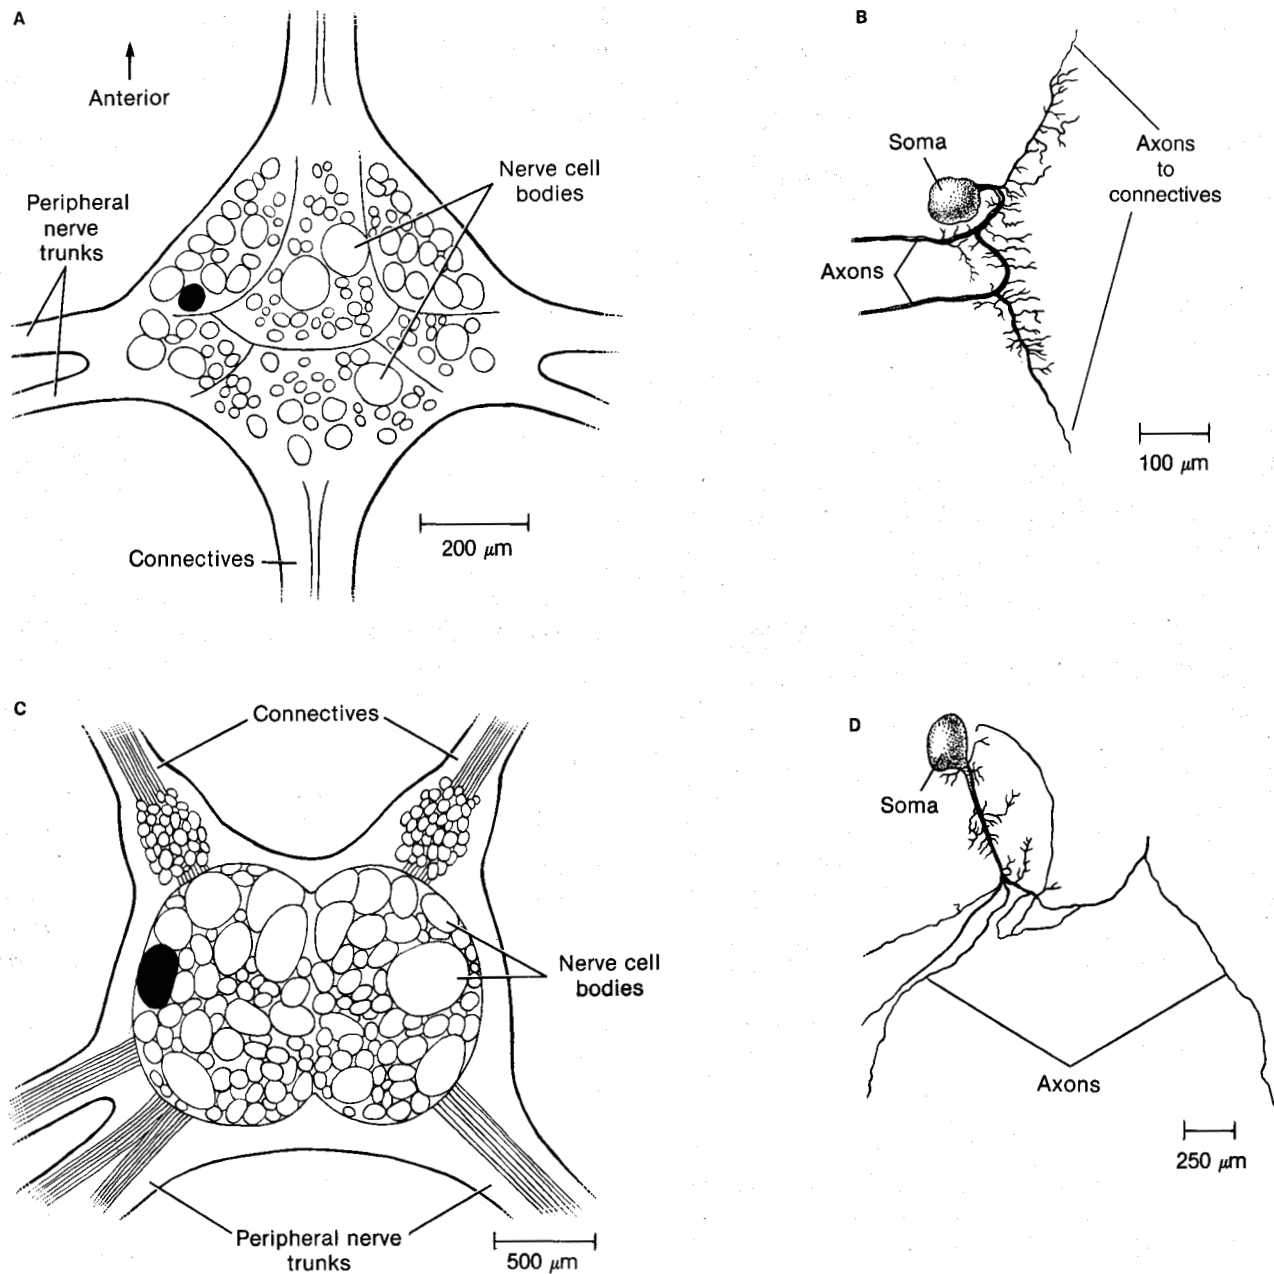 A
Anterior
Peripheral
nerve
trunks
Nerve cell
bodies
Connectives
200 μm
B
Soma
Axons
to
connectives
Axons
100 μm
C
Connectives
Nerve cell
bodies
Peripheral nerve
trunks
500 μm
D
Soma
Axons
250 μm